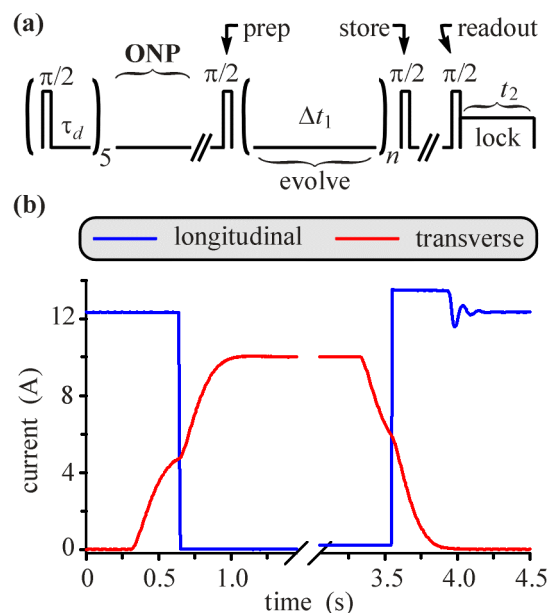 (a)
prep
store
readout
ONP
π/2
π/2
π/2
π/2
τd
5
Δt1
n
t2
lock
evolve
(b)
longitudinal
transverse
12
8
4
0
current (A)
0
0.5
1.0
3.5
4.0
4.5
time (s)